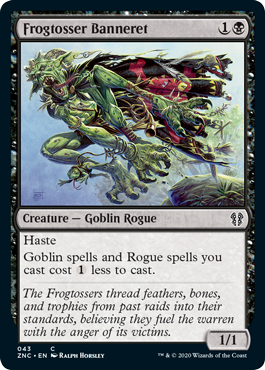 Frogtosser Banneret 1
Creature — Goblin Rogue
Haste
Goblin spells and Rogue spells you
cast cost 1 less to cast.
The Frogtossers thread feathers, bones,
and trophies from past raids into their
standards, believing they fuel the warren
with the anger of its victims.
1/1
043 C
ZNC • EN RALPH HORSLEY
™ & © 2020 Wizards of the Coast